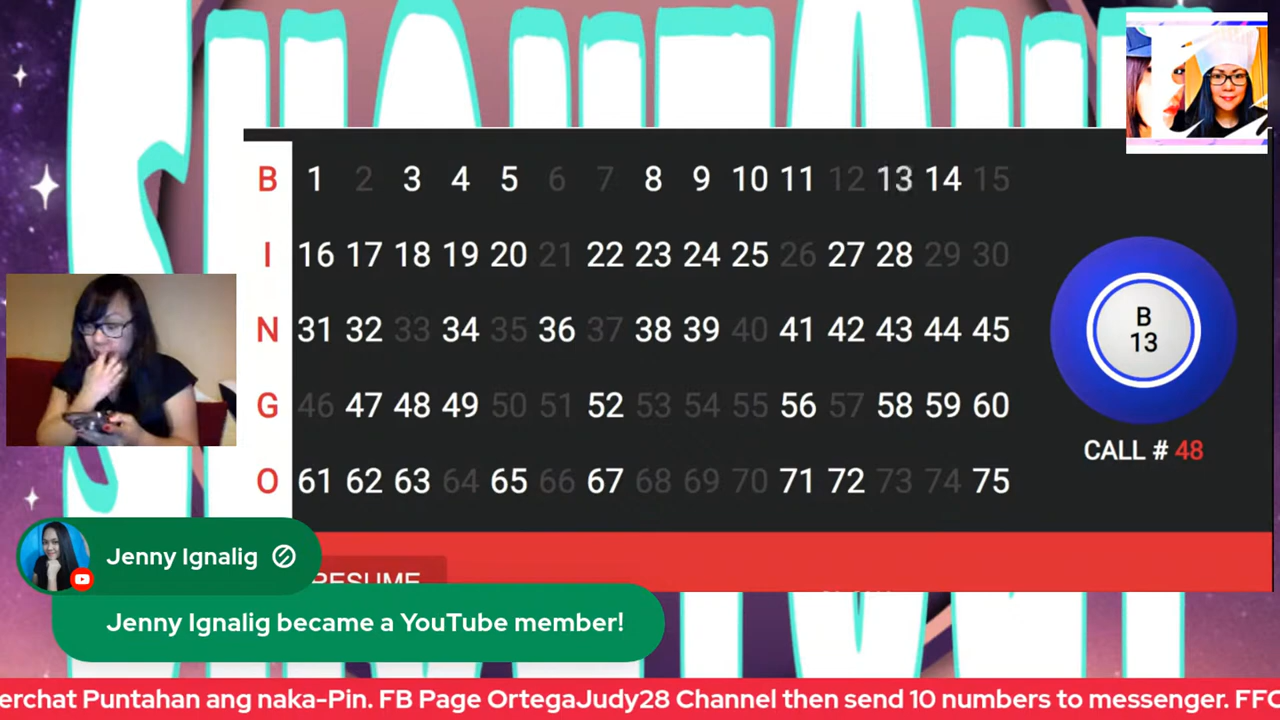 B 1 2 3 4 5 6 7 8 9 10 11 12 13 14 15
I 16 17 18 19 20 21 22 23 24 25 26 27 28 29 30
N 31 32 33 34 35 36 37 38 39 40 41 42 43 44 45
G 46 47 48 49 50 51 52 53 54 55 56 57 58 59 60
O 61 62 63 64 65 66 67 68 69 70 71 72 73 74 75
B
13
CALL # 48
RESUME
Jenny Ignalig
Jenny Ignalig became a YouTube member!
erchat Puntahan ang naka-Pin. FB Page OrtegaJudy28 Channel then send 10 numbers to messenger. FFC